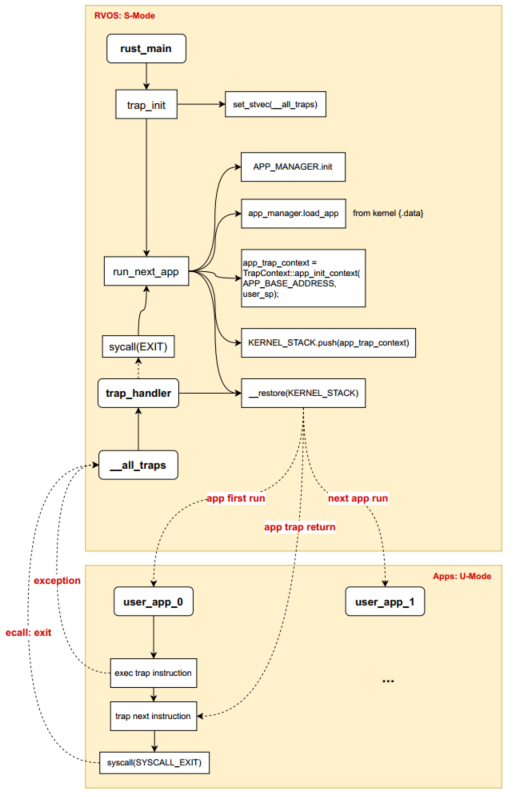 RVOS: S-Mode
rust_main
trap_init
set_stvec(__all_traps)
APP_MANAGER.init
app_manager.load_app
from kernel {.data}
run_next_app
app_trap_context =
TrapContext::app_init_context(
APP_BASE_ADDRESS,
user_sp);
sycall(EXIT)
KERNEL_STACK.push(app_trap_context)
trap_handler
__restore(KERNEL_STACK)
__all_traps
app first run
next app run
app trap return
exception
Apps: U-Mode
user_app_0
user_app_1
ecall: exit
exec trap instruction
...
trap next instruction
syscall(SYSCALL_EXIT)